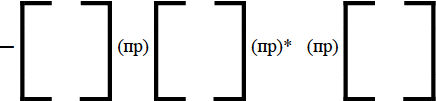 – [ ] (пр) [ ] (пр)* (пр) [ ]